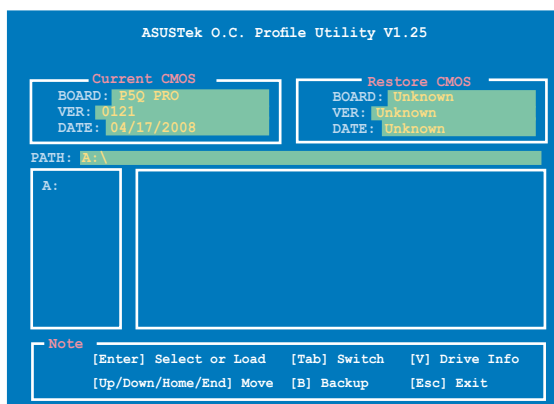 ASUSTek O.C. Profile Utility V1.25
Current CMOS
BOARD: P5Q PRO
VER: 0121
DATE: 04/17/2008
Restore CMOS
BOARD: Unknown
VER: Unknown
DATE: Unknown
PATH: A:\
A:
Note
[Enter] Select or Load [Tab] Switch [V] Drive Info
[Up/Down/Home/End] Move [B] Backup [Esc] Exit